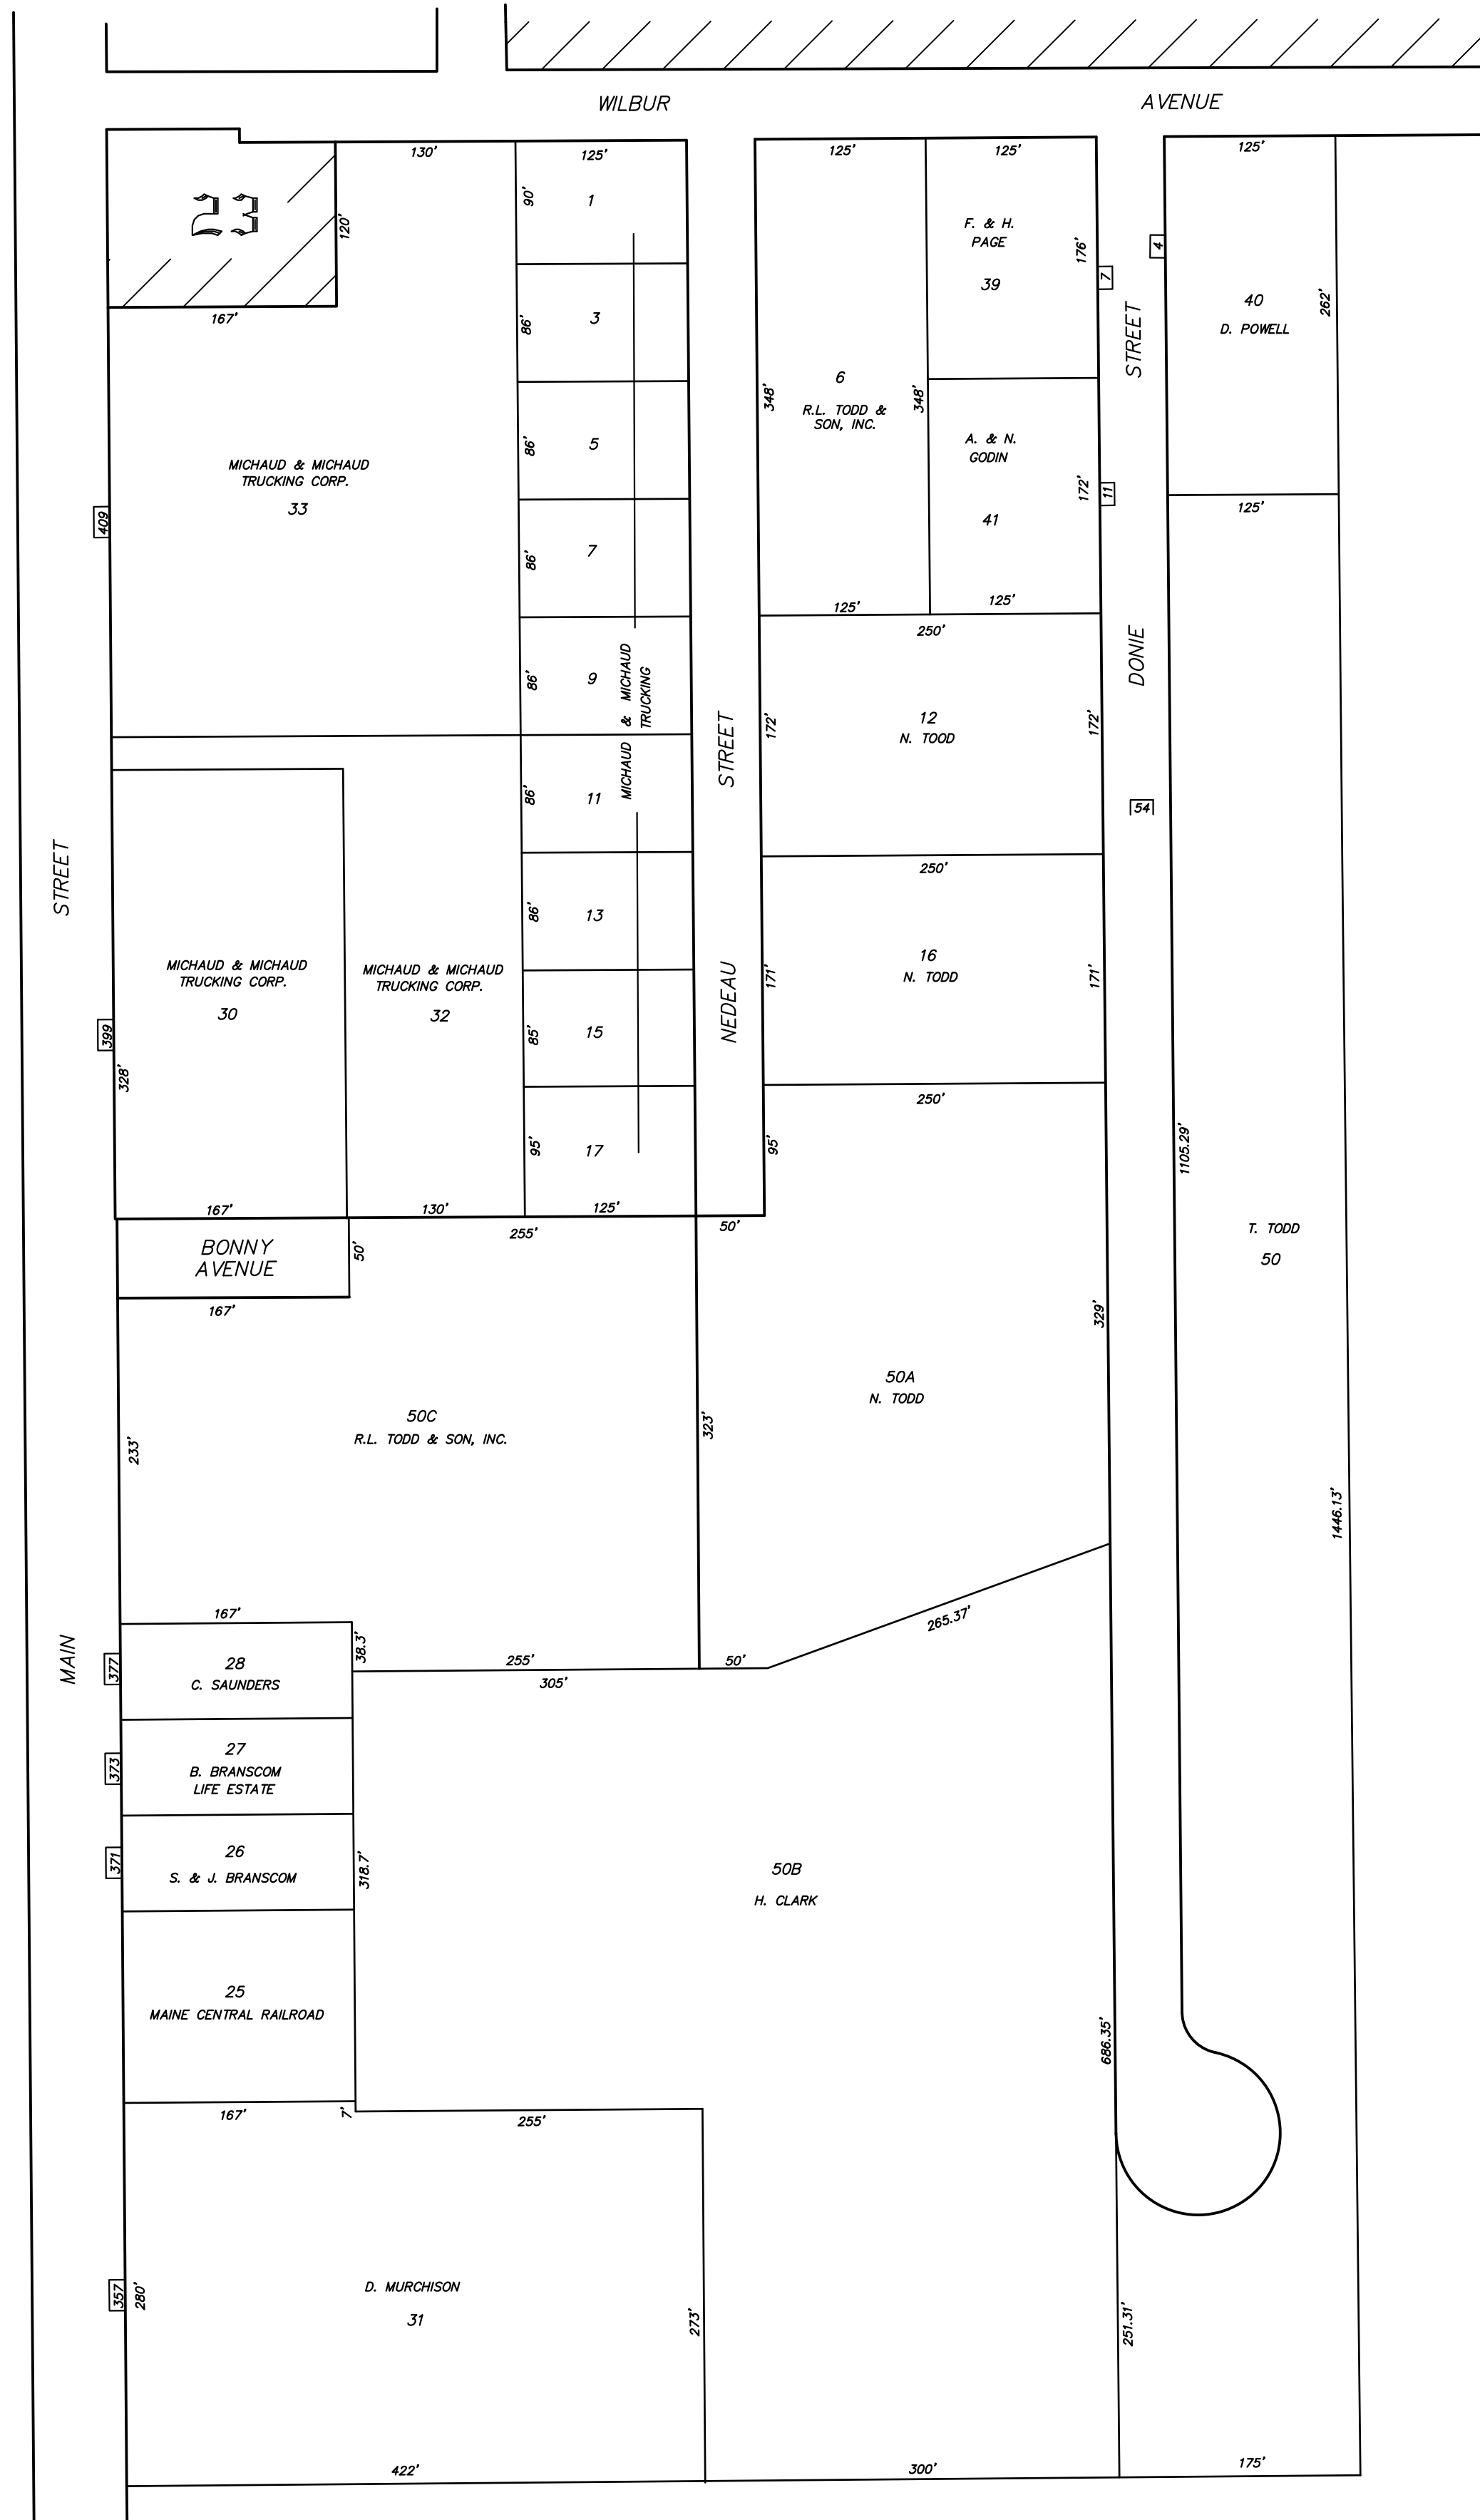 WILBUR AVENUE
130'
125'
125'
125'
125'
23
120'
167'
90'
1
86'
3
86'
5
86'
7
86'
9
86'
11
86'
13
85'
15
95'
17
MICHAUD & MICHAUD
TRUCKING
MICHAUD & MICHAUD
TRUCKING CORP.
33
409
MICHAUD & MICHAUD
TRUCKING CORP.
30
399
328'
167'
MICHAUD & MICHAUD
TRUCKING CORP.
32
130'
125'
NEDEAU STREET
348'
6
R.L. TODD &
SON, INC.
348'
125'
F. & H.
PAGE
39
176'
7
A. & N.
GODIN
41
172'
11
125'
250'
172'
12
N. TOOD
172'
250'
171'
16
N. TODD
171'
250'
95'
50'
DONIE STREET
4
40
D. POWELL
262'
125'
54
1105.29'
T. TODD
50
1446.13'
BONNY
AVENUE
50'
255'
167'
233'
50C
R.L. TODD & SON, INC.
323'
50A
N. TODD
329'
265.37'
167'
38.3'
255'
50'
305'
28
C. SAUNDERS
377
27
B. BRANSCOM
LIFE ESTATE
373
26
S. & J. BRANSCOM
371
318.7'
25
MAINE CENTRAL RAILROAD
50B
H. CLARK
686.35'
167'
7'
255'
D. MURCHISON
31
357
280'
273'
251.31'
422'
300'
175'
MAIN STREET